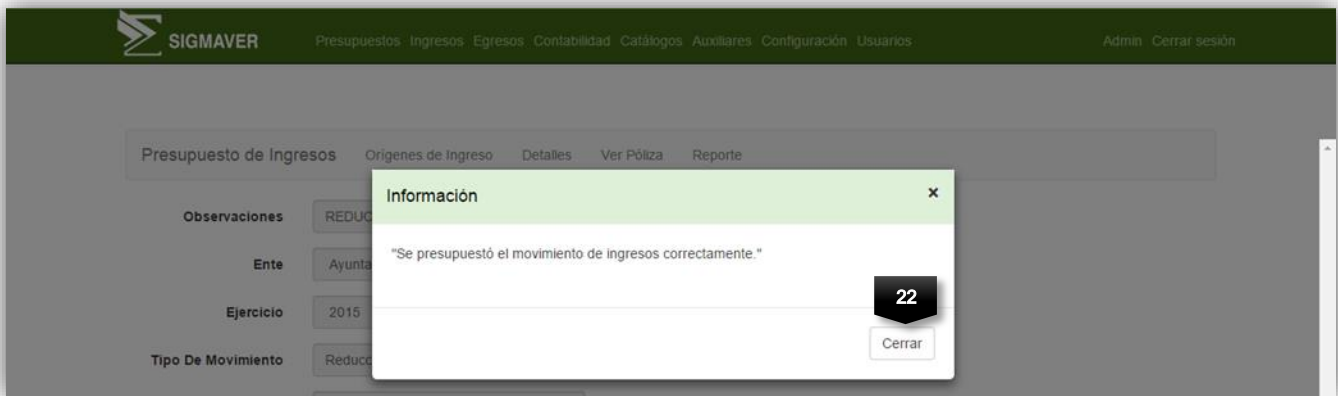 SIGMAVER Presupuestos Ingresos Egresos Contabilidad Catálogos Auxiliares Configuración Usuarios Admin Cerrar sesión
Presupuesto de Ingresos Orígenes de Ingreso Detalles Ver Póliza Reporte
Información ×
Observaciones REDUC
"Se presupuestó el movimiento de ingresos correctamente."
Ente Ayunta
22
Ejercicio 2015
Cerrar
Tipo De Movimiento Reducc